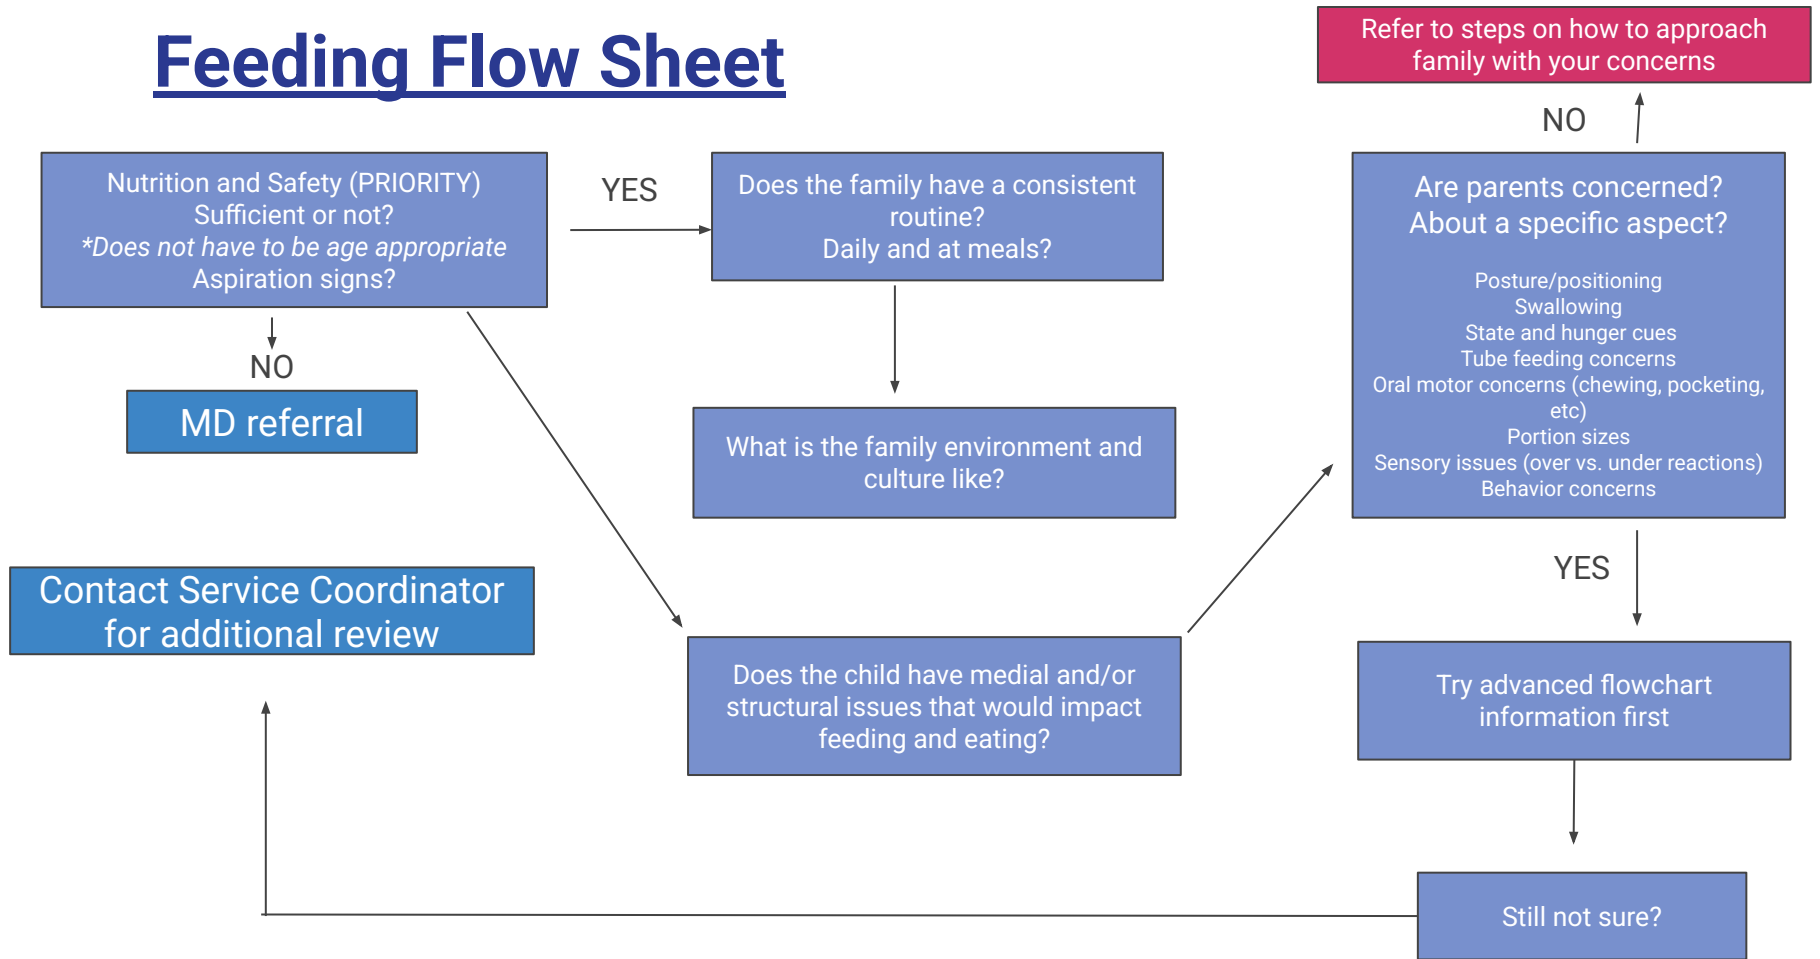 Feeding Flow Sheet
Refer to steps on how to approach
family with your concerns
NO
Nutrition and Safety (PRIORITY)
Sufficient or not?
*Does not have to be age appropriate
Aspiration signs?
YES
Does the family have a consistent
routine?
Daily and at meals?
Are parents concerned?
About a specific aspect?
Posture/positioning
Swallowing
State and hunger cues
Tube feeding concerns
Oral motor concerns (chewing, pocketing,
etc)
Portion sizes
Sensory issues (over vs. under reactions)
Behavior concerns
NO
MD referral
What is the family environment and
culture like?
YES
Contact Service Coordinator
for additional review
Does the child have medial and/or
structural issues that would impact
feeding and eating?
Try advanced flowchart
information first
Still not sure?